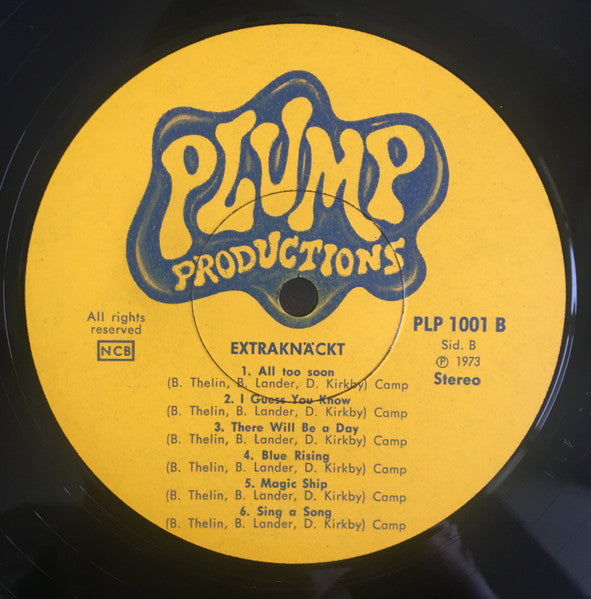 PLUMP
PRODUCTIONS
All rights
reserved
NCB
PLP 1001 B
Sid. B
Ⓟ 1973
Stereo
EXTRAKNÄCKT
1. All too soon
(B. Thelin, B. Lander, D. Kirkby) Camp
2. I Guess You Know
(B. Thelin, B. Lander, D. Kirkby) Camp
3. There Will Be a Day
(B. Thelin, B. Lander, D. Kirkby) Camp
4. Blue Rising
(B. Thelin, B. Lander, D. Kirkby) Camp
5. Magic Ship
(B. Thelin, B. Lander, D. Kirkby) Camp
6. Sing a Song
(B. Thelin, B. Lander, D. Kirkby) Camp